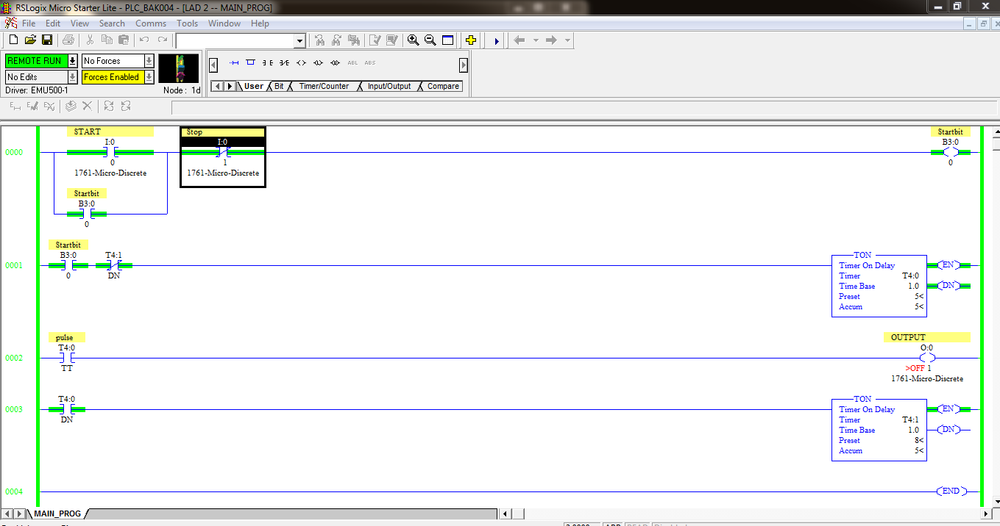 RSLogix Micro Starter Lite - PLC_BAK004 - [LAD 2 -- MAIN_PROG]
File Edit View Search Comms Tools Window Help
REMOTE RUN No Forces
No Edits Forces Enabled
Driver: EMU500-1 Node : 1d
ABL ABS
User Bit Timer/Counter Input/Output Compare
START Stop Startbit
I:0 I:0 B3:0
0000
0 1 0
1761-Micro-Discrete 1761-Micro-Discrete
Startbit
B3:0
0
Startbit
B3:0 T4:1 TON
0001 Timer On Delay EN
0 DN Timer T4:0
Time Base 1.0 DN
Preset 5<
Accum 5<
pulse OUTPUT
T4:0 O:0
0002
TT >OFF 1
1761-Micro-Discrete
T4:0 TON
0003 Timer On Delay EN
DN Timer T4:1
Time Base 1.0 DN
Preset 8<
Accum 5<
0004 END
MAIN_PROG